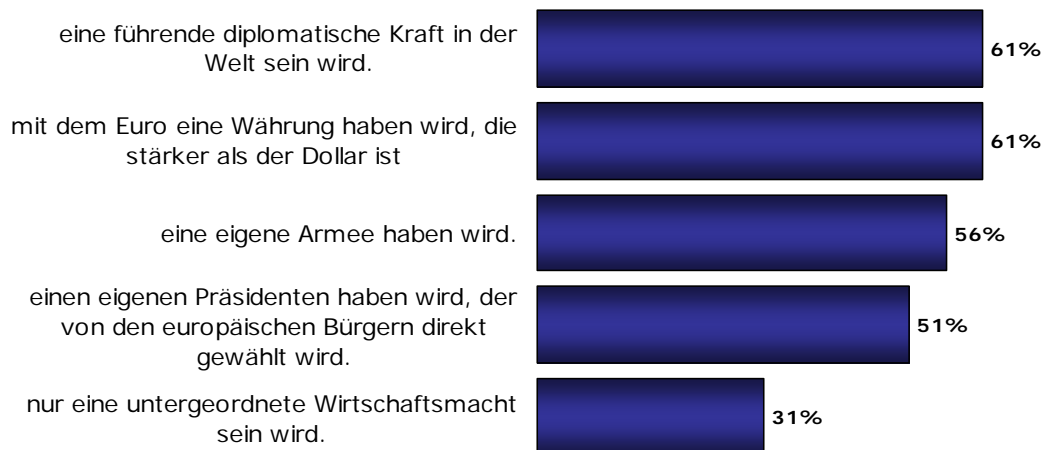 eine führende diplomatische Kraft in der
Welt sein wird.
61%
mit dem Euro eine Währung haben wird, die
stärker als der Dollar ist
61%
eine eigene Armee haben wird.
56%
einen eigenen Präsidenten haben wird, der
von den europäischen Bürgern direkt
gewählt wird.
51%
nur eine untergeordnete Wirtschaftsmacht
sein wird.
31%